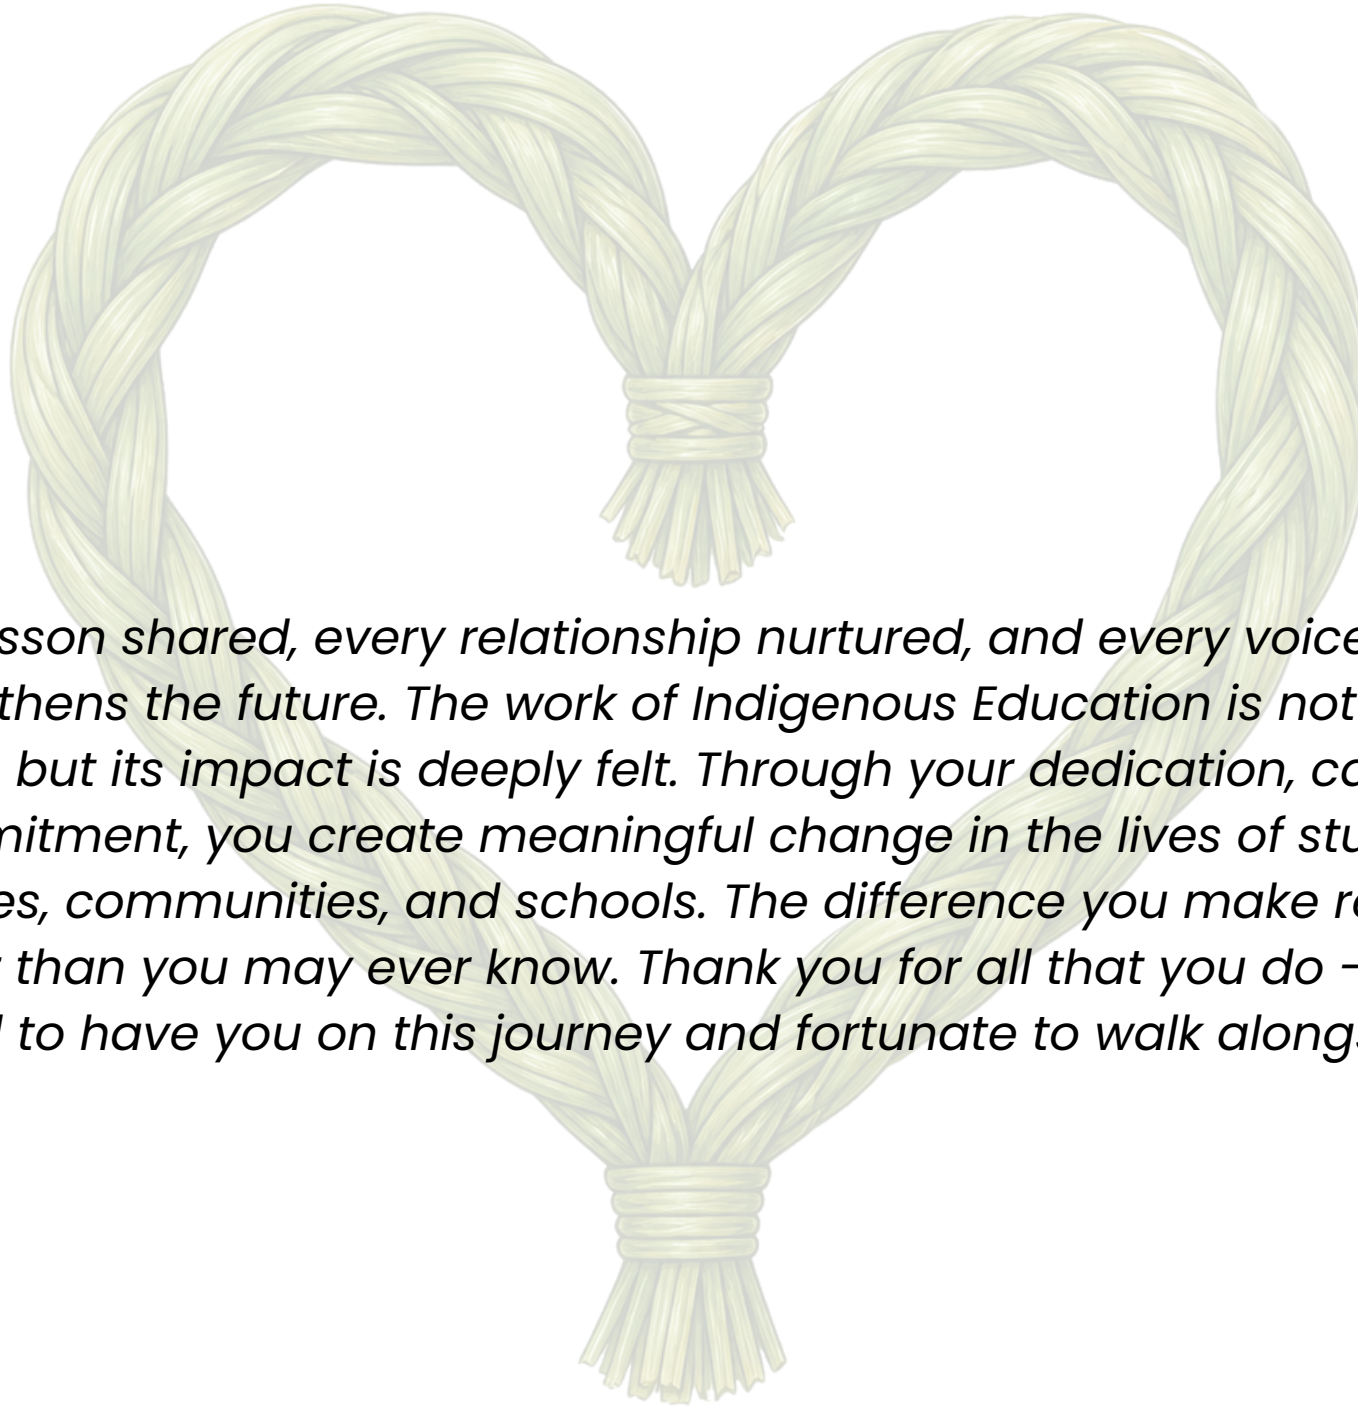 sson shared, every relationship nurtured, and every voice
thens the future. The work of Indigenous Education is not
but its impact is deeply felt. Through your dedication, co
mitment, you create meaningful change in the lives of stu
es, communities, and schools. The difference you make re
than you may ever know. Thank you for all that you do –
to have you on this journey and fortunate to walk alongs